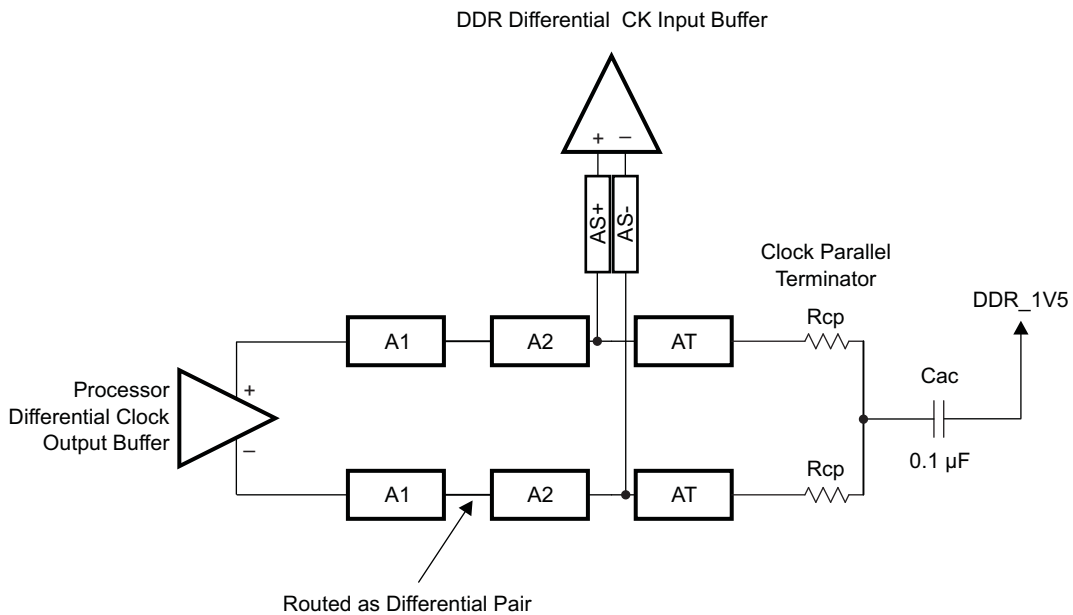 DDR Differential CK Input Buffer
+ −
AS+ AS-
Clock Parallel
Terminator
DDR_1V5
A1 A2 AT Rcp
Cac
Processor
Differential Clock
Output Buffer
+
−
0.1 µF
A1 A2 AT Rcp
Routed as Differential Pair